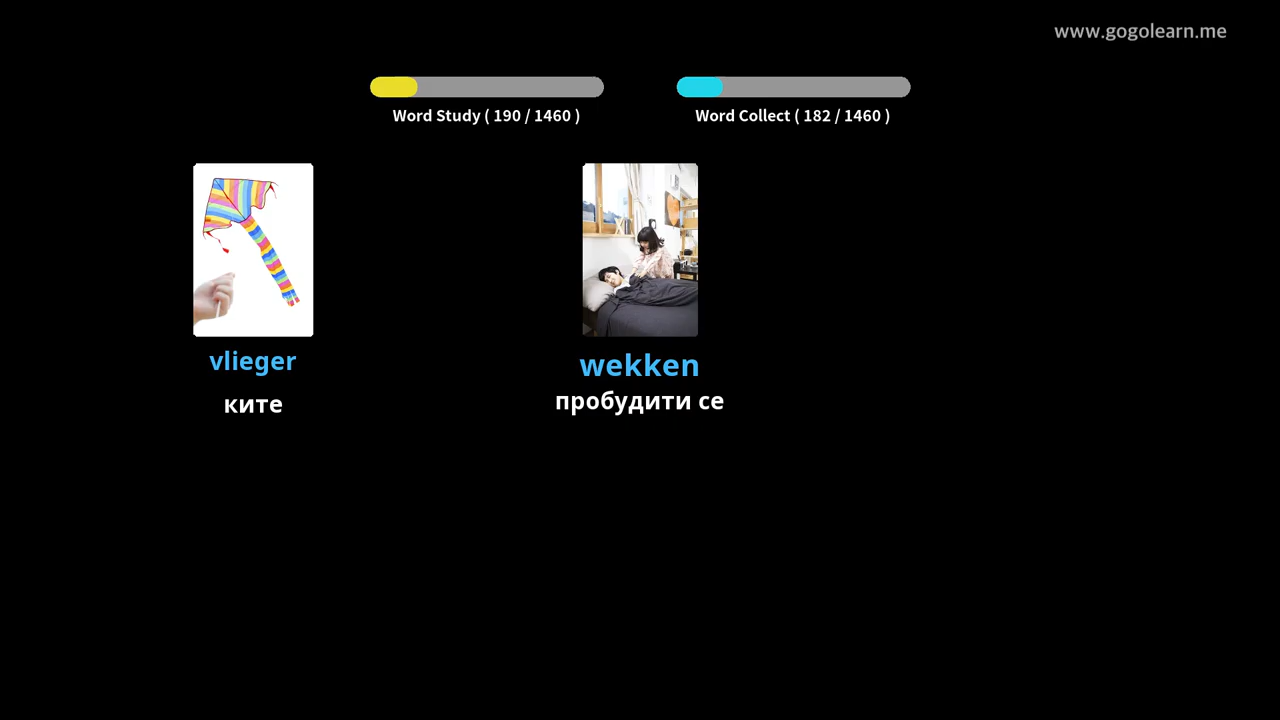 www.gogolearn.me
Word Study ( 190 / 1460 )
Word Collect ( 182 / 1460 )
vlieger
ките
wekken
пробудити се